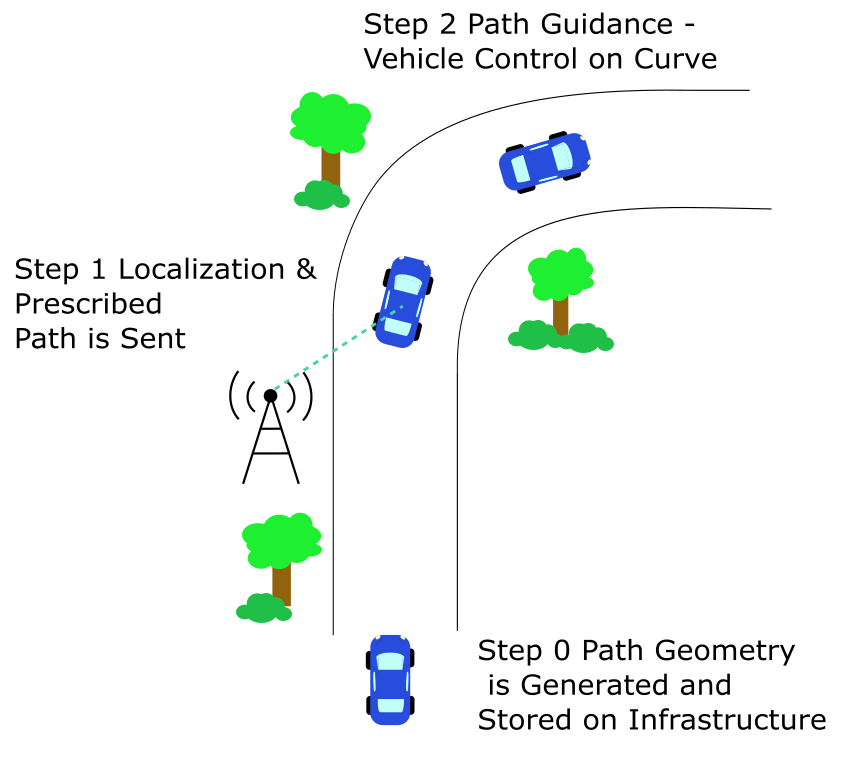 Step 2 Path Guidance -
Vehicle Control on Curve
Step 1 Localization &
Prescribed
Path is Sent
Step 0 Path Geometry
is Generated and
Stored on Infrastructure